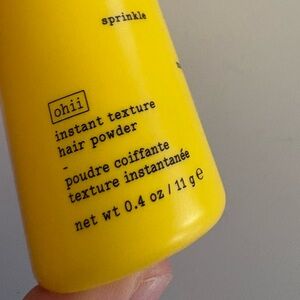 sprinkle
ohii
instant texture
hair powder
-
poudre coiffante
texture instantanée
net wt 0.4 oz / 11 g e